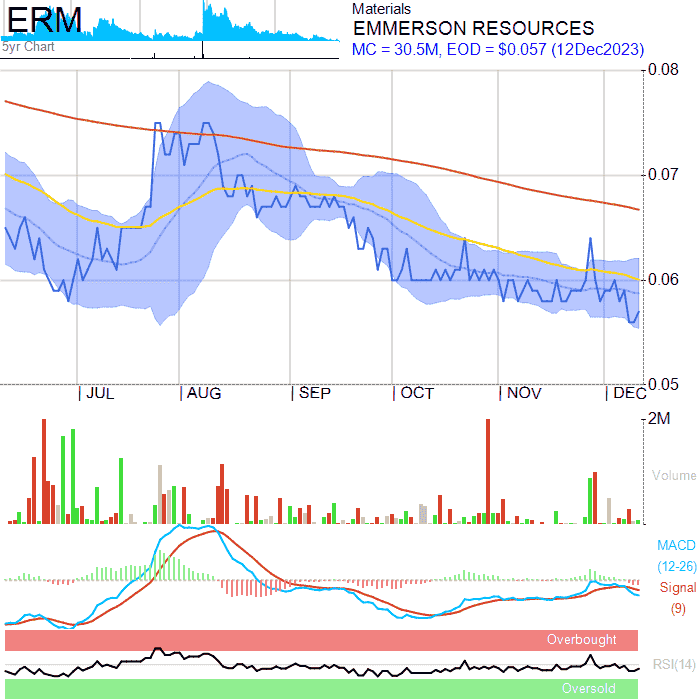 ERM
5yr Chart
Materials
EMMERSON RESOURCES
MC = 30.5M, EOD = $0.057 (12Dec2023)
0.08
0.07
0.06
0.05
| JUL | AUG | SEP | OCT | NOV | DEC
2M
Volume
MACD
(12-26)
Signal
(9)
Overbought
RSI(14)
Oversold